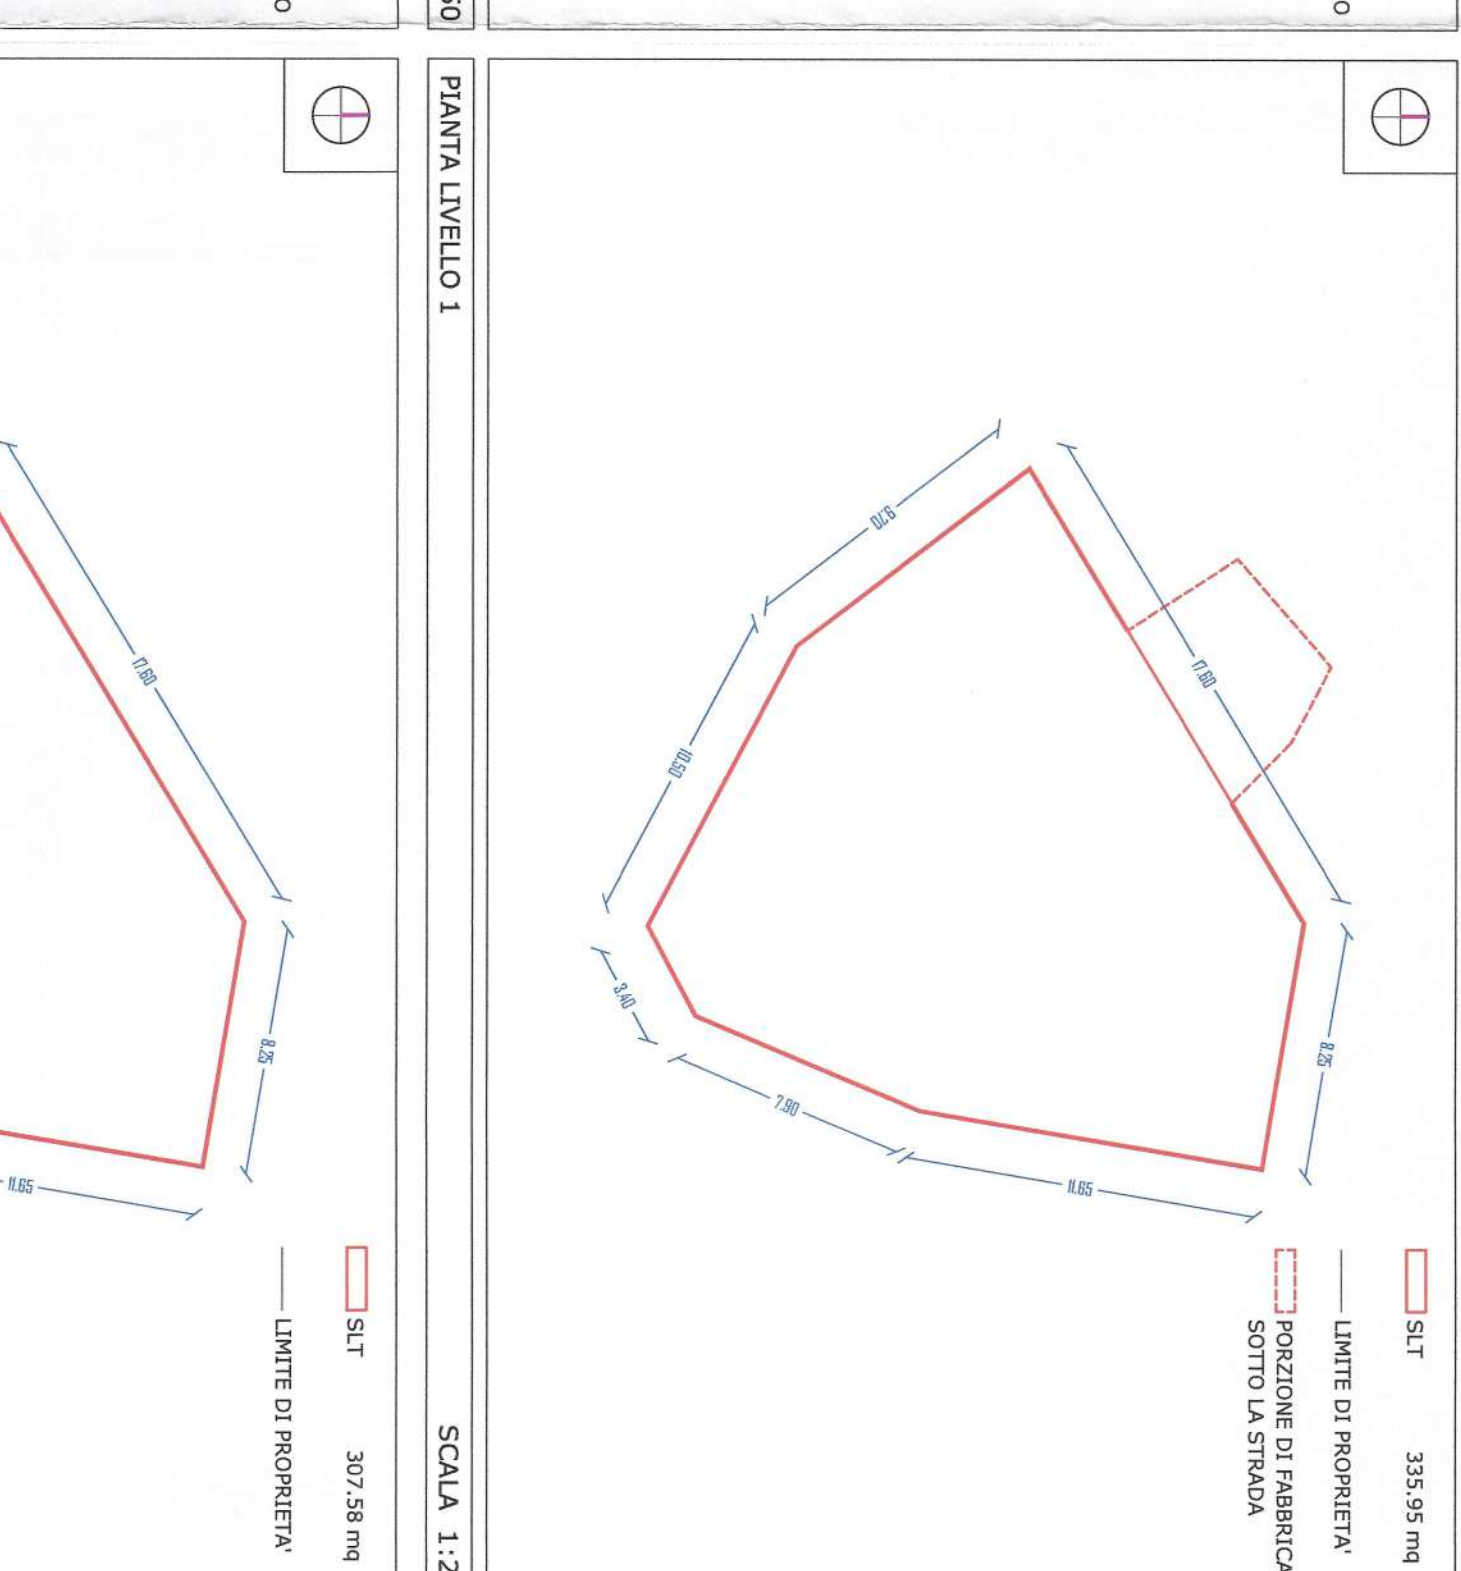 SLT 335.95 mq
LIMITE DI PROPRIETA'
PORZIONE DI FABBRICA
SOTTO LA STRADA
17.60
9.70
10.50
3.40
7.90
11.65
8.25
PIANTA LIVELLO 1 SCALA 1:2
SLT 307.58 mq
LIMITE DI PROPRIETA'
17.60
8.25
11.65